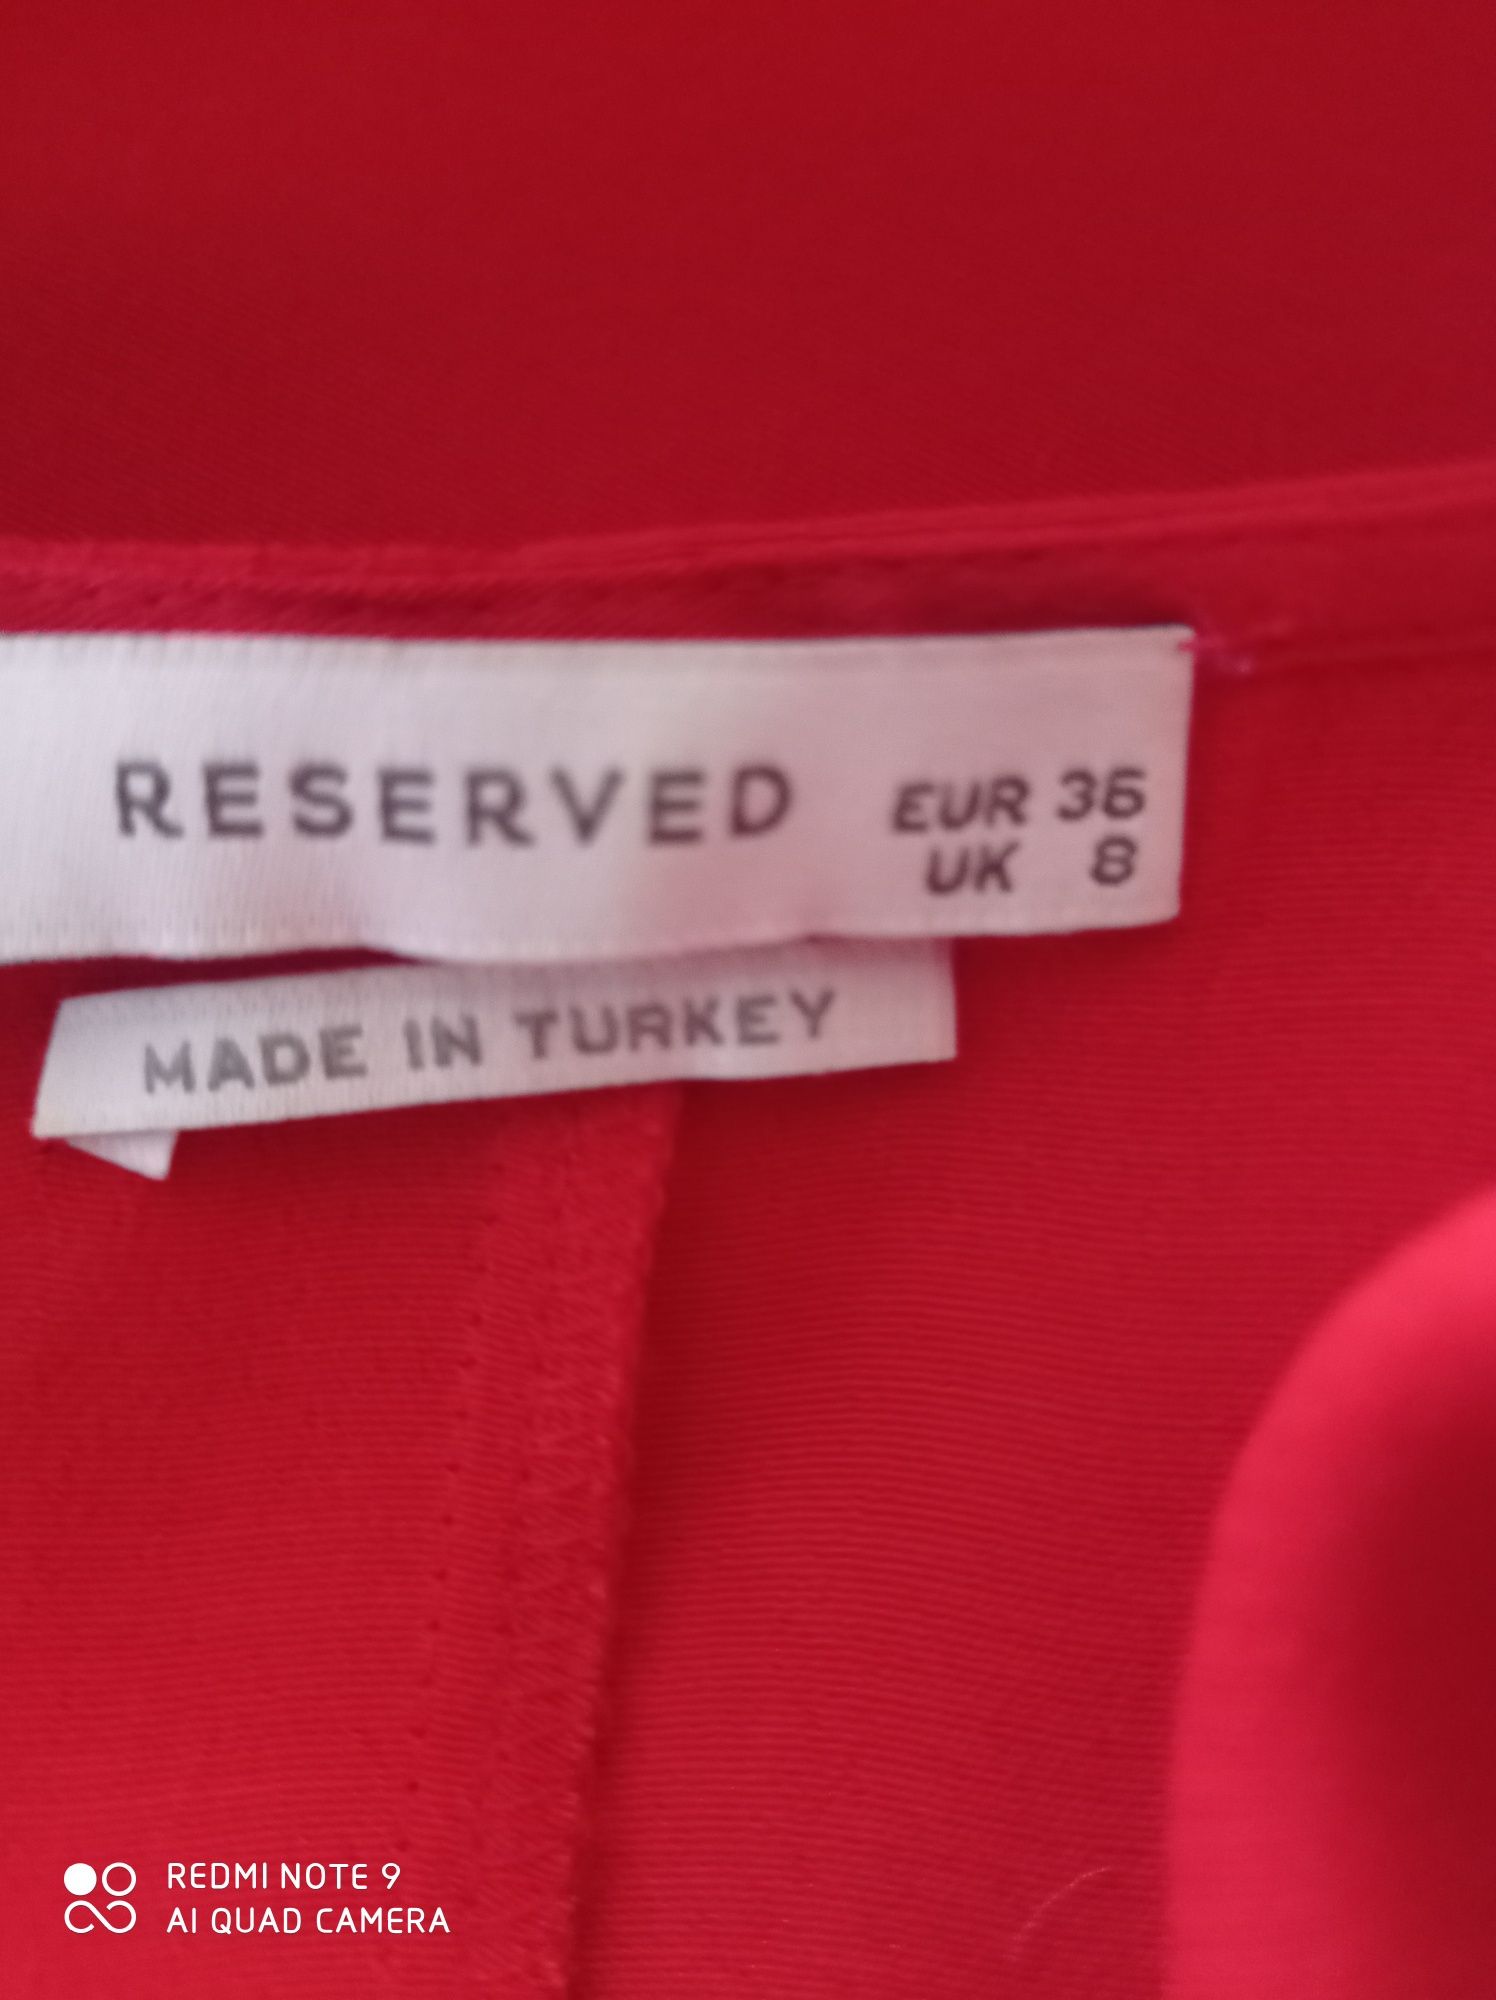 RESERVED
EUR 36
UK 8
MADE IN TURKEY
REDMI NOTE 9
AI QUAD CAMERA